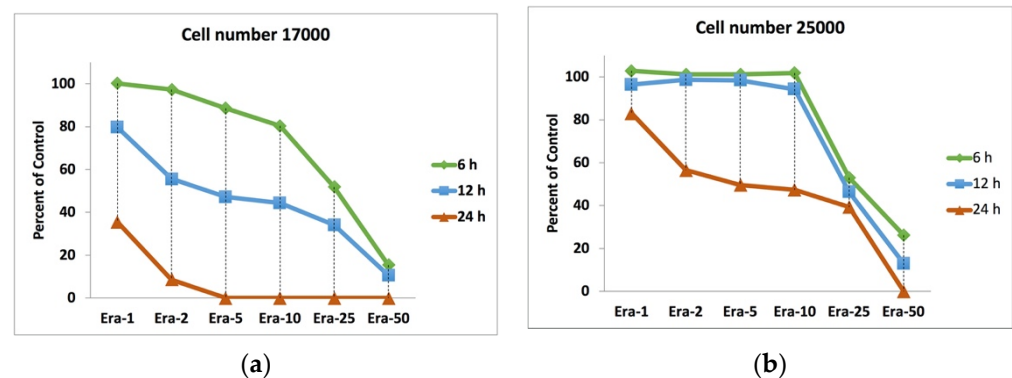 Cell number 17000
Percent of Control
100
80
60
40
20
0
Era-1 Era-2 Era-5 Era-10 Era-25 Era-50
6 h
12 h
24 h
(a)
Cell number 25000
Percent of Control
100
80
60
40
20
0
Era-1 Era-2 Era-5 Era-10 Era-25 Era-50
6 h
12 h
24 h
(b)